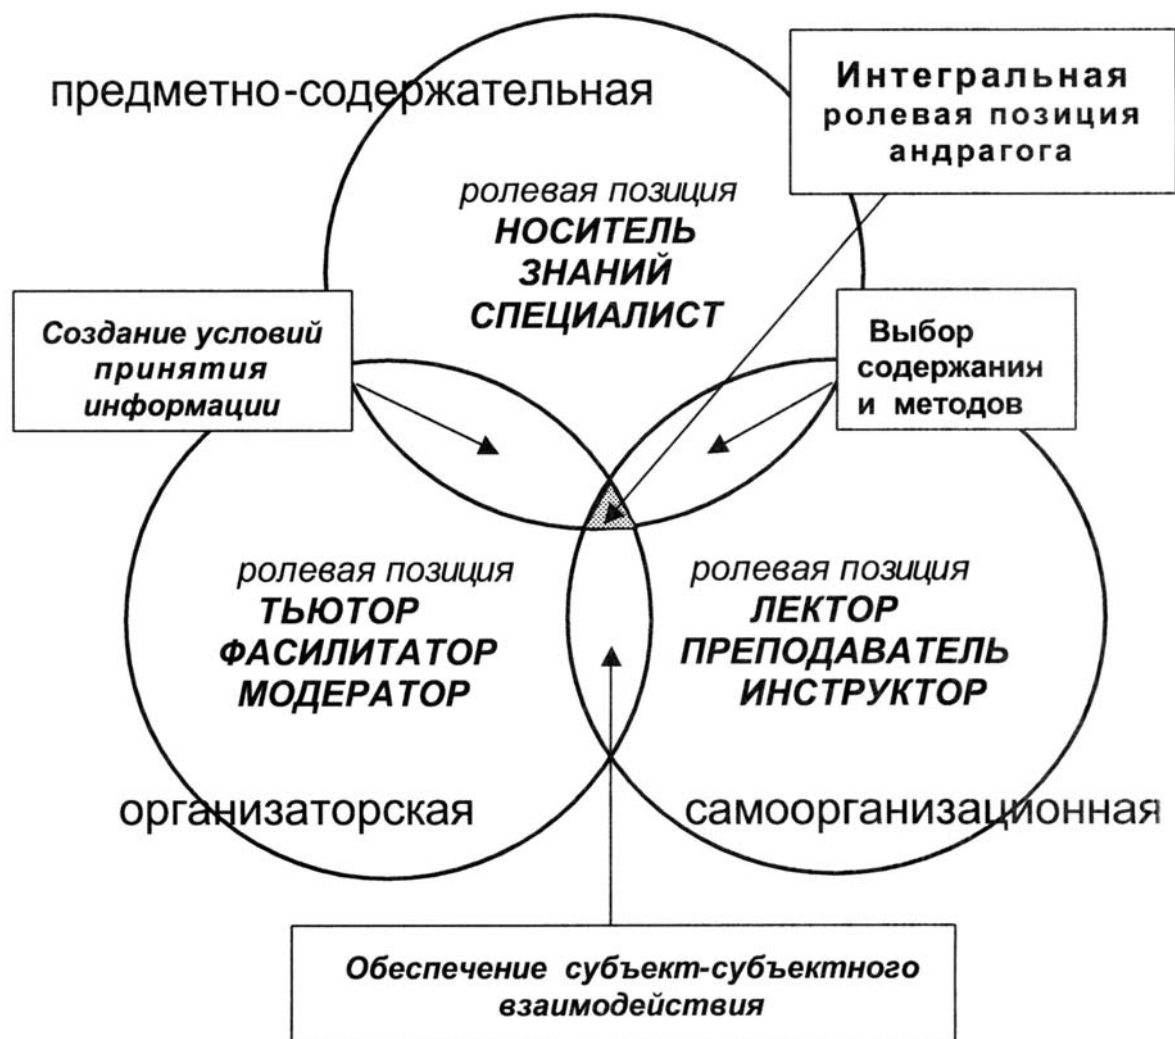 предметно-содержательная
Интегральная
ролевая позиция
андрагога
ролевая позиция
НОСИТЕЛЬ
ЗНАНИЙ
СПЕЦИАЛИСТ
Создание условий
принятия
информации
Выбор
содержания
и методов
ролевая позиция
ТЬЮТОР
ФАСИЛИТАТОР
МОДЕРАТОР
ролевая позиция
ЛЕКТОР
ПРЕПОДАВАТЕЛЬ
ИНСТРУКТОР
организаторская
самоорганизационная
Обеспечение субъект-субъектного
взаимодействия